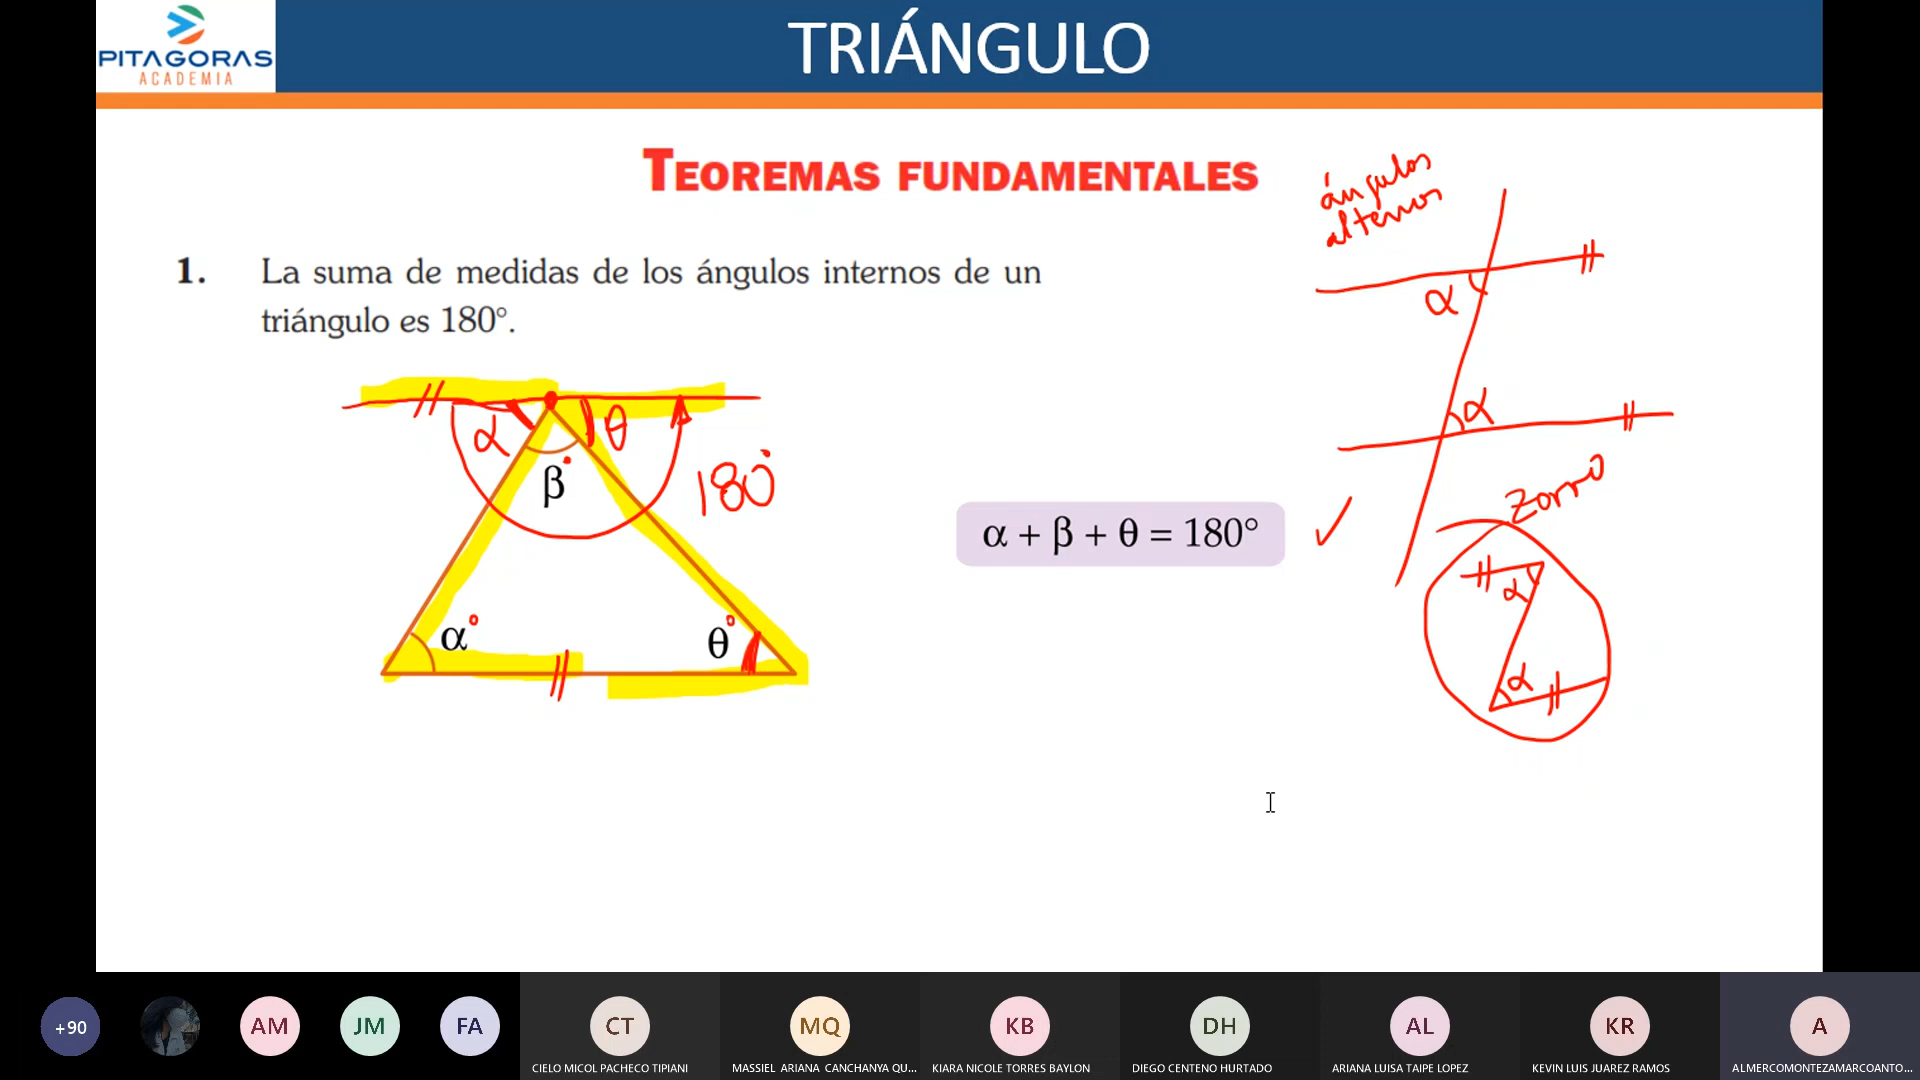 PITAGORAS
ACADEMIA
TRIÁNGULO
TEOREMAS FUNDAMENTALES
1. La suma de medidas de los ángulos internos de un
triángulo es 180°.
ángulos
alternos
α
α
α
θ
β°
180°
α°
θ°
α + β + θ = 180°
Zorro
α
α
+90
AM
JM
FA
CT
MQ
KB
DH
AL
KR
A
CIELO MICOL PACHECO TIPIANI
MASSIEL ARIANA CANCHANYA QU...
KIARA NICOLE TORRES BAYLON
DIEGO CENTENO HURTADO
ARIANA LUISA TAIPE LOPEZ
KEVIN LUIS JUAREZ RAMOS
ALMERCOMONTEZAMARCOANTO...